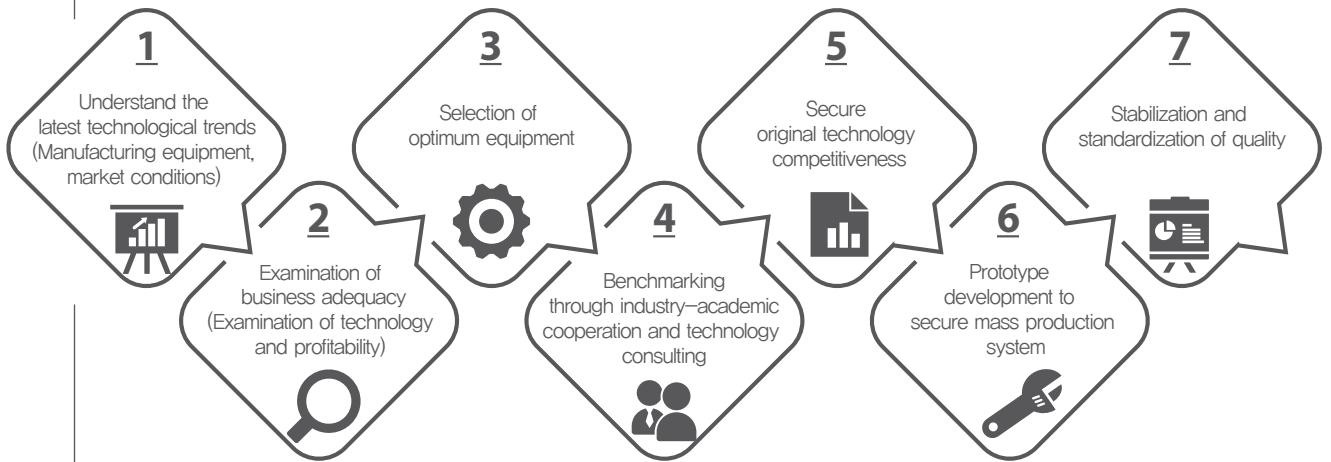 1
Understand the
latest technological trends
(Manufacturing equipment,
market conditions)
2
Examination of
business adequacy
(Examination of technology
and profitability)
3
Selection of
optimum equipment
4
Benchmarking
through industry–academic
cooperation and technology
consulting
5
Secure
original technology
competitiveness
6
Prototype
development to
secure mass production
system
7
Stabilization and
standardization of quality